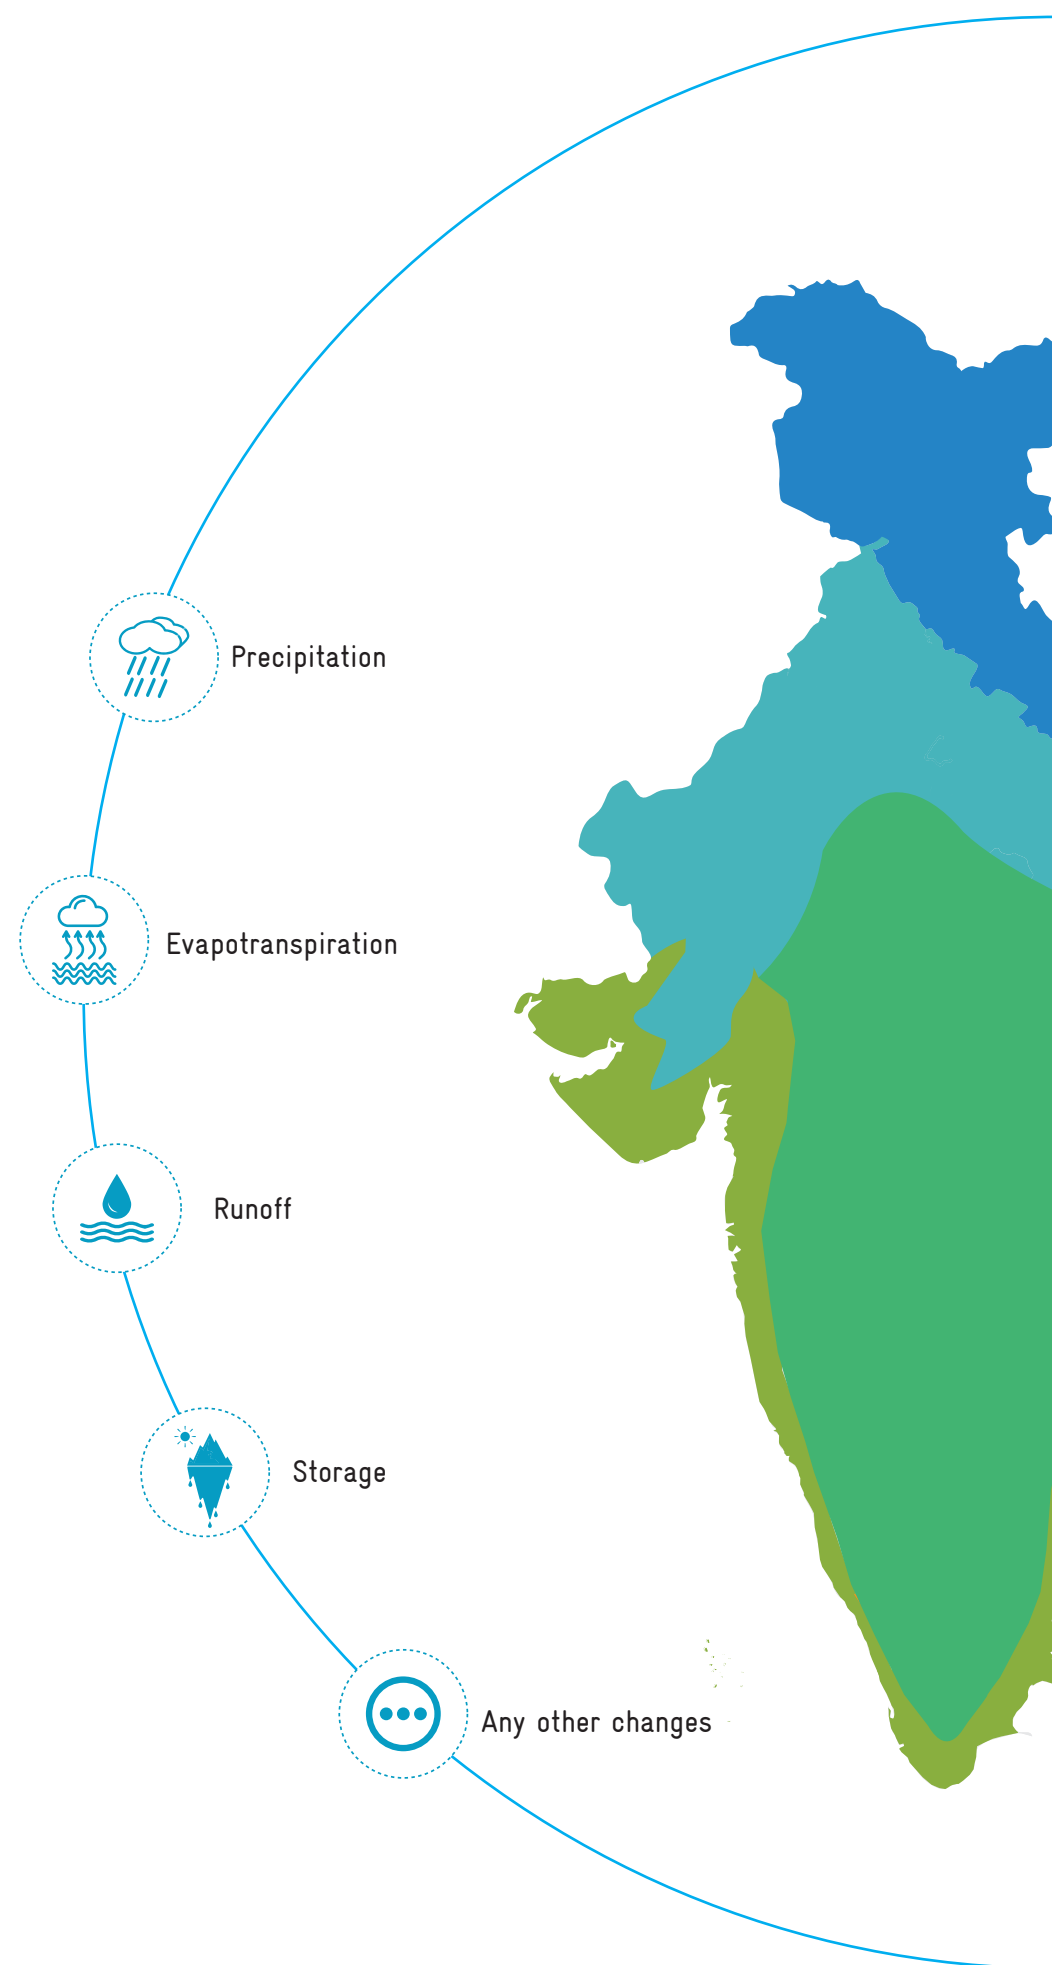 Precipitation
Evapotranspiration
Runoff
Storage
Any other changes